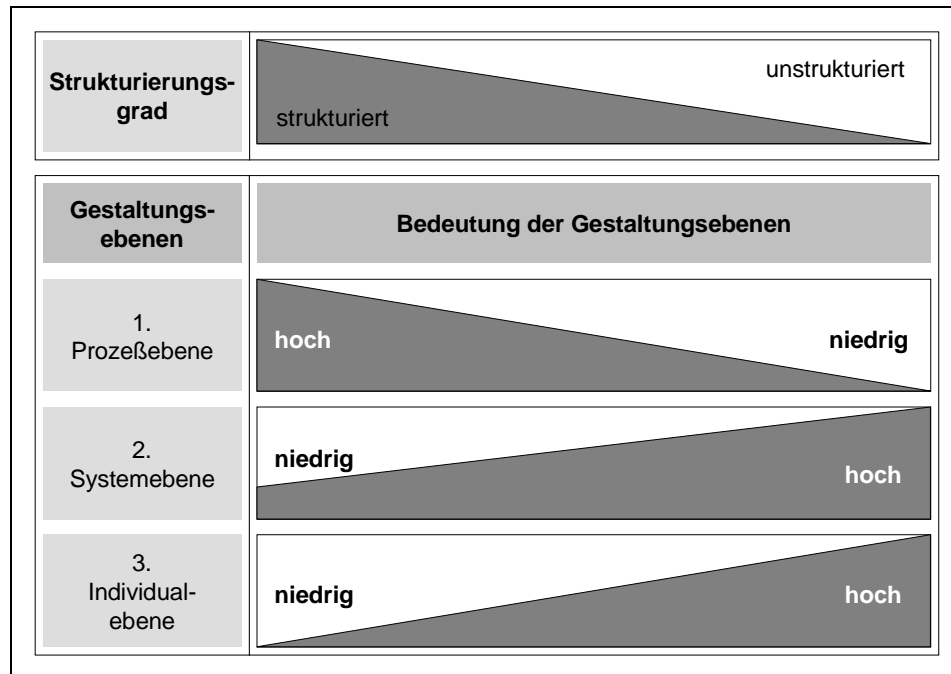 Strukturierungs-
grad
unstrukturiert
strukturiert
Gestaltungs-
ebenen
Bedeutung der Gestaltungsebenen
1.
Prozeßebene
hoch
niedrig
2.
Systemebene
niedrig
hoch
3.
Individual-
ebene
niedrig
hoch